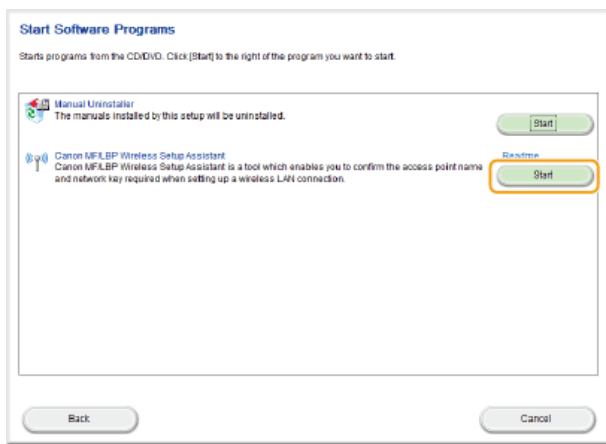 Start Software Programs
Starts programs from the CD/DVD. Click [Start] to the right of the program you want to start.
Manual Uninstaller
The manuals installed by this setup will be uninstalled.
Start
Canon MF/LBP Wireless Setup Assistant
Readme
Canon MF/LBP Wireless Setup Assistant is a tool which enables you to confirm the access point name
and network key required when setting up a wireless LAN connection.
Start
Back
Cancel